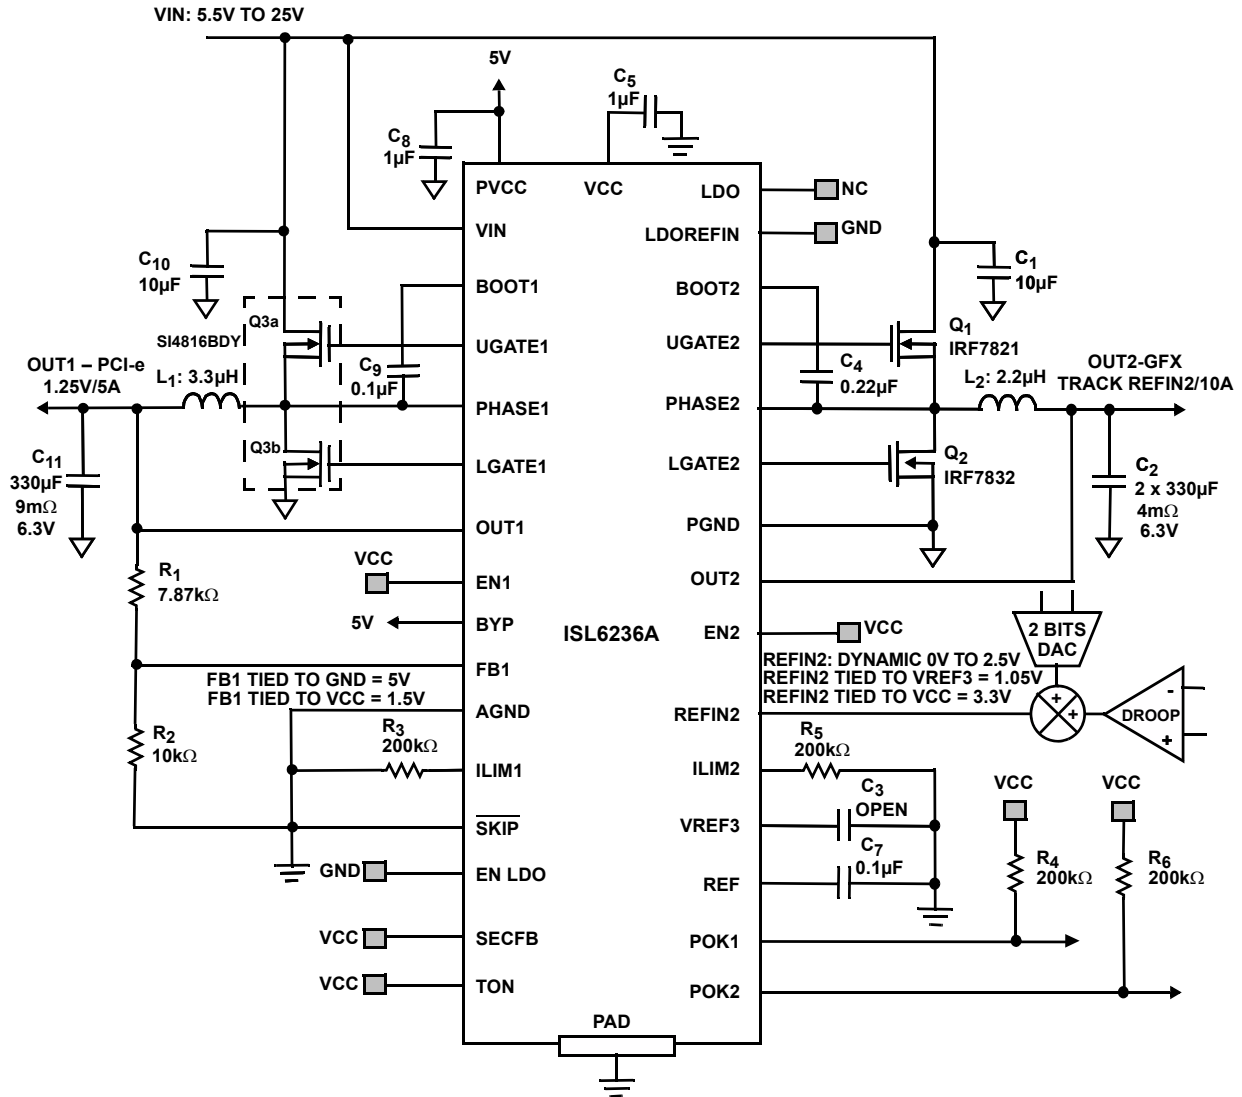 VIN: 5.5V TO 25V
5V
C5
1µF
C8
1µF
PVCC
VCC
LDO
NC
VIN
LDOREFIN
GND
C10
10µF
BOOT1
BOOT2
C1
10µF
Q3a
SI4816BDY
UGATE1
UGATE2
Q1
IRF7821
OUT1 – PCI-e
1.25V/5A
L1: 3.3µH
C9
0.1µF
C4
0.22µF
L2: 2.2µH
OUT2-GFX
TRACK REFIN2/10A
PHASE1
PHASE2
C11
330µF
9mΩ
6.3V
Q3b
LGATE1
LGATE2
Q2
IRF7832
C2
2 x 330µF
4mΩ
6.3V
OUT1
PGND
R1
7.87kΩ
VCC
EN1
OUT2
5V
BYP
ISL6236A
EN2
VCC
2 BITS
DAC
FB1
FB1 TIED TO GND = 5V
FB1 TIED TO VCC = 1.5V
REFIN2: DYNAMIC 0V TO 2.5V
REFIN2 TIED TO VREF3 = 1.05V
REFIN2 TIED TO VCC = 3.3V
AGND
REFIN2
+
+
DROOP
-
+
R2
10kΩ
R3
200kΩ
ILIM1
ILIM2
R5
200kΩ
VCC
VCC
SKIP
VREF3
C3
OPEN
GND
EN LDO
REF
C7
0.1µF
R4
200kΩ
R6
200kΩ
VCC
SECFB
POK1
VCC
TON
POK2
PAD